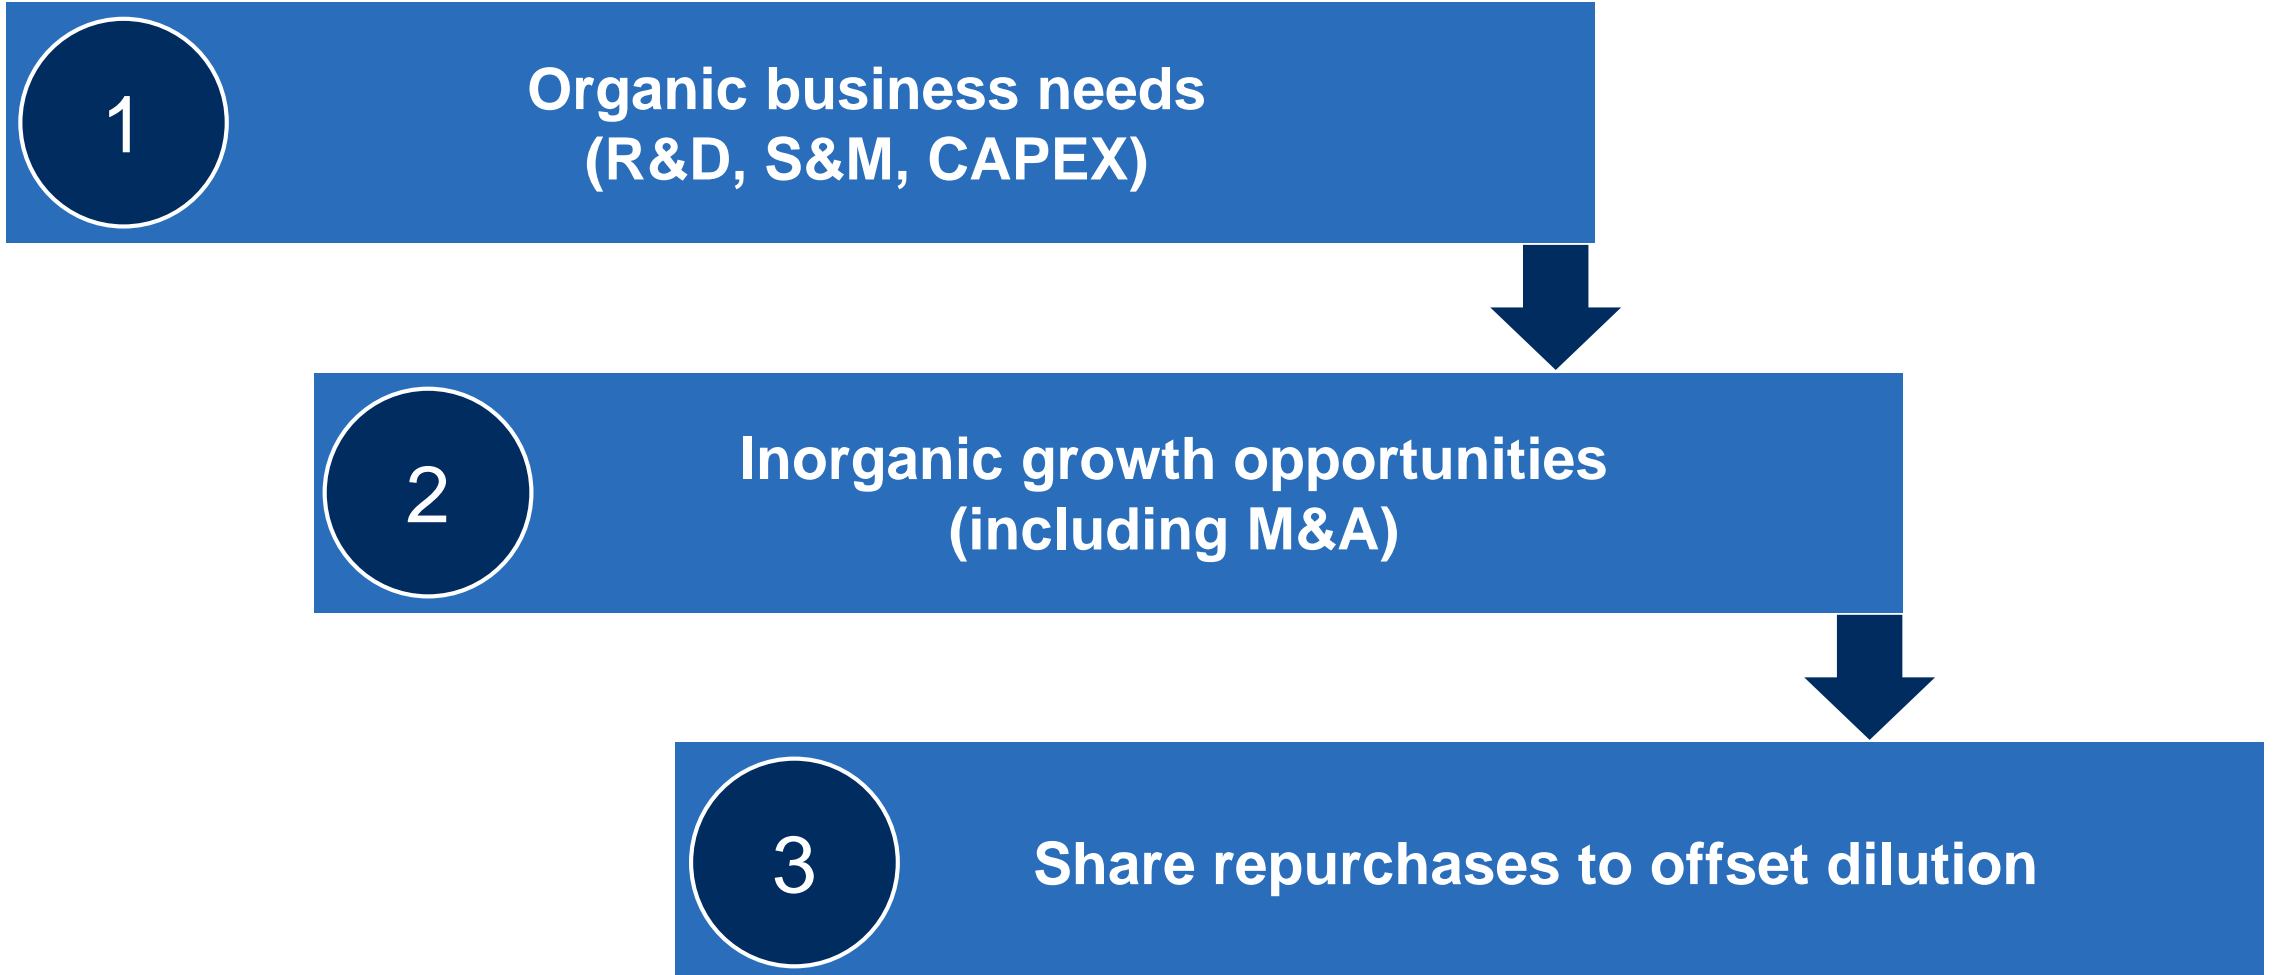 1
Organic business needs
(R&D, S&M, CAPEX)
2
Inorganic growth opportunities
(including M&A)
3
Share repurchases to offset dilution